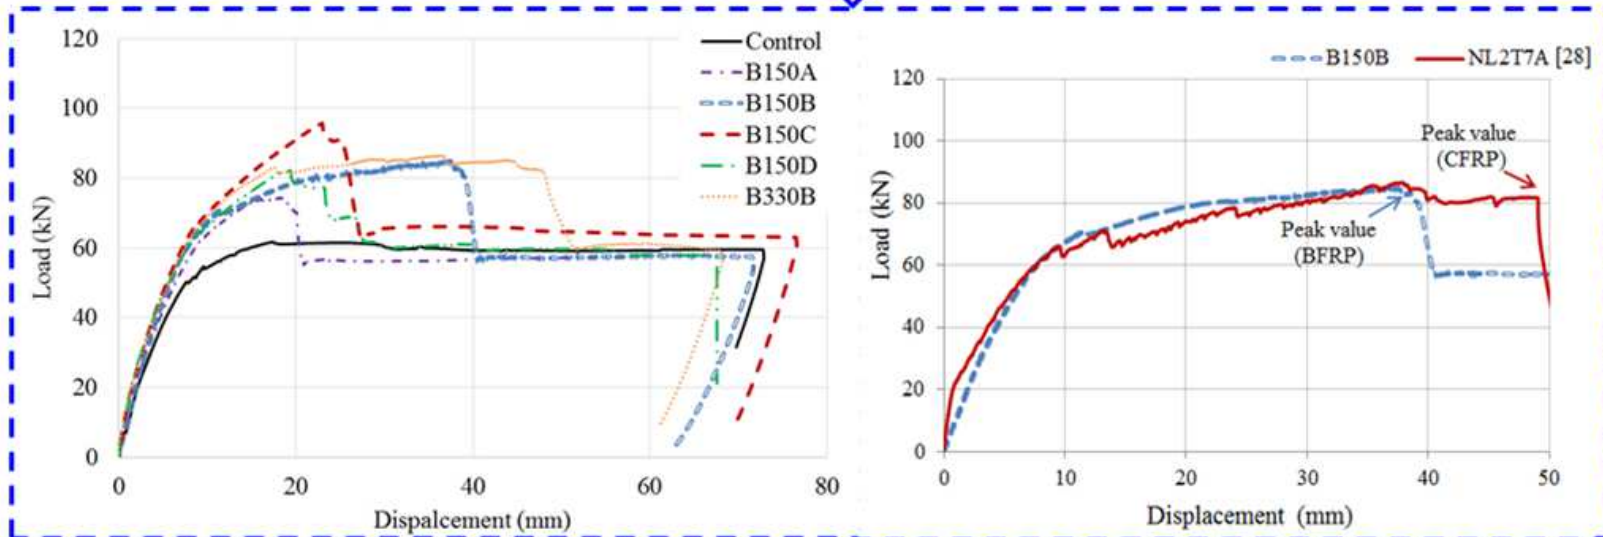 120
100
80
60
40
20
0
Load (kN)
0 20 40 60 80
Dispalcement (mm)
Control
B150A
B150B
B150C
B150D
B330B
B150B NL2T7A [28]
120
100
80
60
40
20
0
Load (kN)
Peak value
(CFRP)
Peak value
(BFRP)
0 10 20 30 40 50
Displacement (mm)